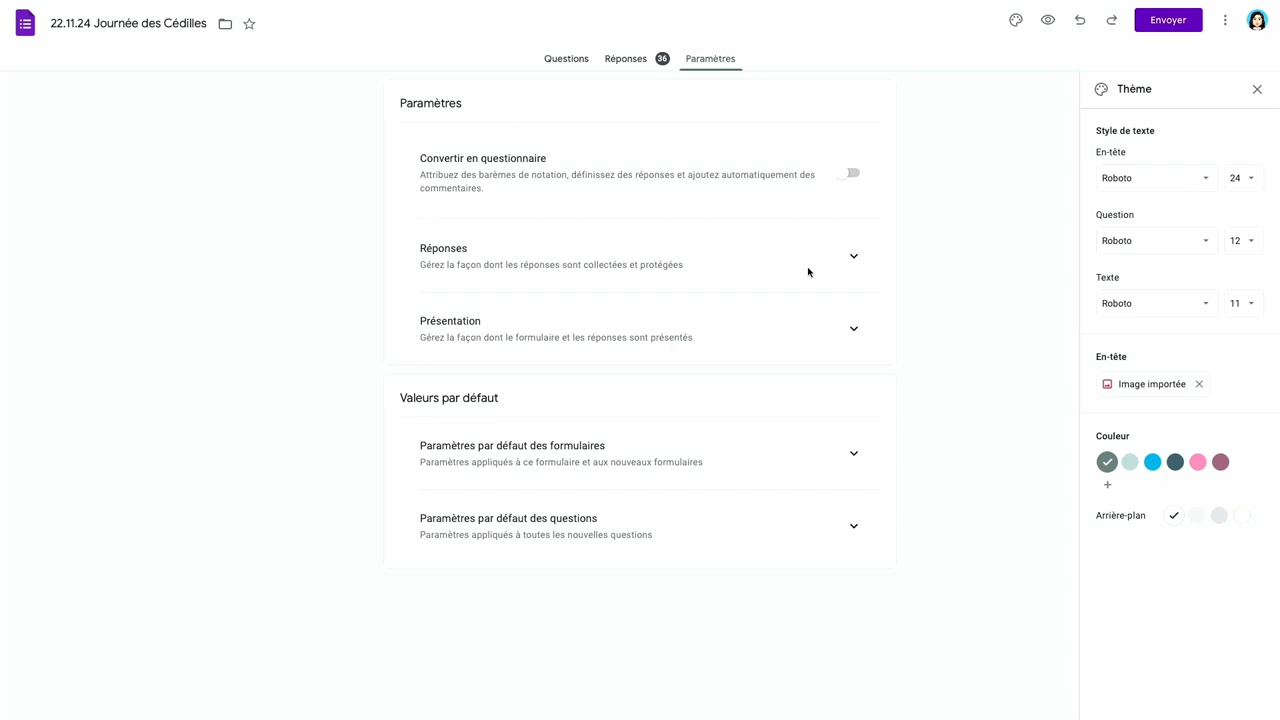 22.11.24 Journée des Cédilles
Envoyer
Questions
Réponses 36
Paramètres
Paramètres
Convertir en questionnaire
Attribuez des barèmes de notation, définissez des réponses et ajoutez automatiquement des
commentaires.
Réponses
Gérez la façon dont les réponses sont collectées et protégées
Présentation
Gérez la façon dont le formulaire et les réponses sont présentés
Valeurs par défaut
Paramètres par défaut des formulaires
Paramètres appliqués à ce formulaire et aux nouveaux formulaires
Paramètres par défaut des questions
Paramètres appliqués à toutes les nouvelles questions
Thème
Style de texte
En-tête
Roboto 24
Question
Roboto 12
Texte
Roboto 11
En-tête
Image importée
Couleur
Arrière-plan